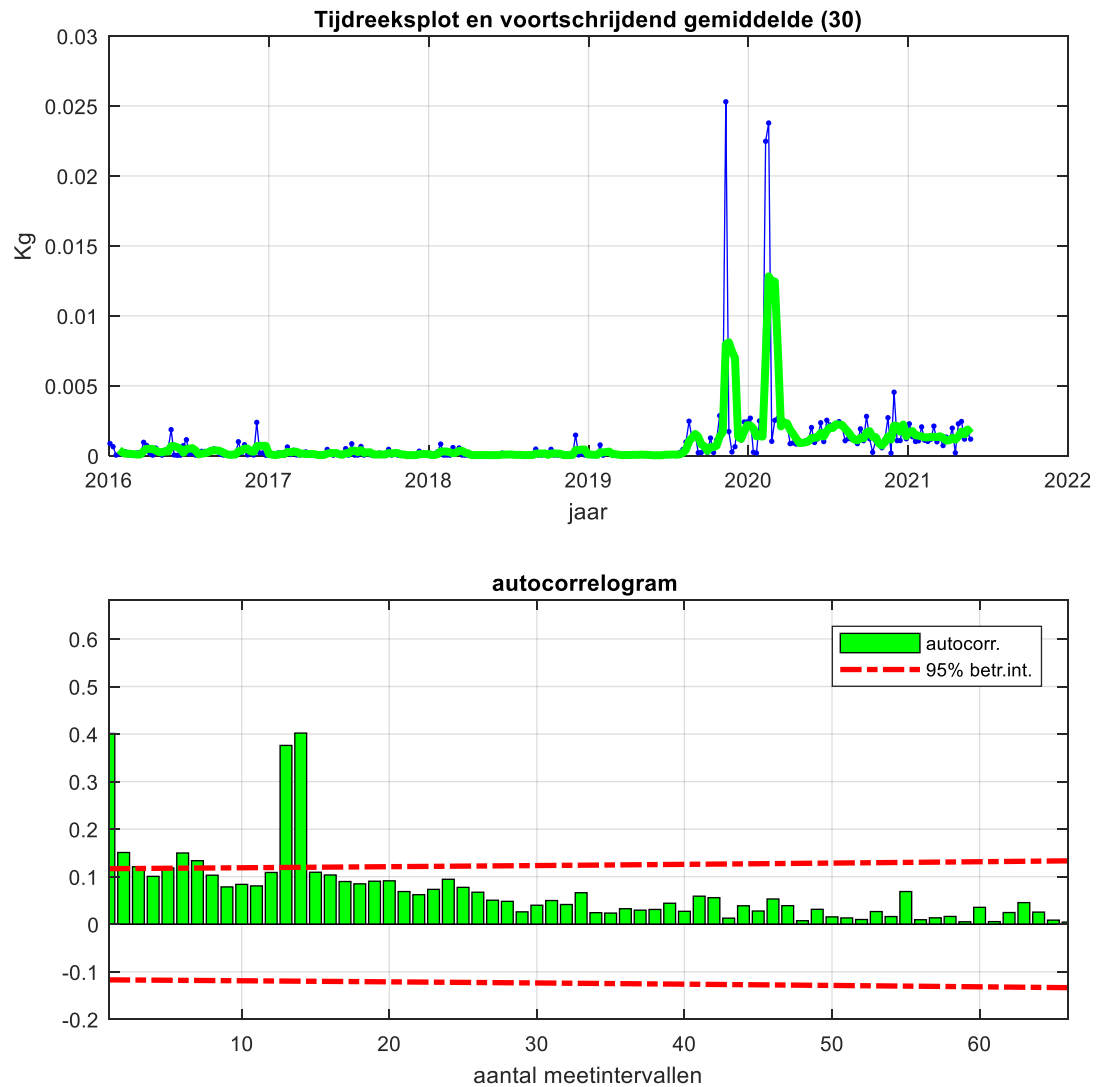 Tijdreeksplot en voortschrijdend gemiddelde (30)
0.03
0.025
0.02
0.015
0.01
0.005
0
Kg
2016 2017 2018 2019 2020 2021 2022
jaar
autocorrelogram
autocorr.
95% betr.int.
0.6
0.5
0.4
0.3
0.2
0.1
0
-0.1
-0.2
10 20 30 40 50 60
aantal meetintervallen